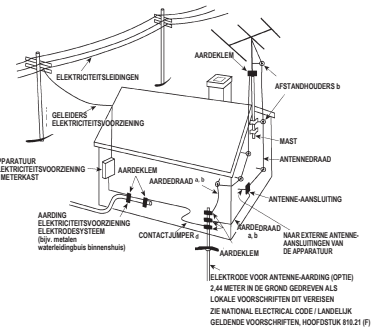 AARDEKLEM
ELEKTRICITEITSLEIDINGEN
AFSTANDHOUDERS b
GELEIDERS
ELEKTRICITEITSVOORZIENING
MAST
ANTENNEDRAAD
PPARATUUR
LEKTRICITEITSVOORZIENING
METERKAST
AARDEKLEM
AARDEDRAAD a, b
ANTENNE-AANSLUITING
AARDING
ELEKTRICITEITSVOORZIENING
ELEKTRODESYSTEEM
(bijv. metalen
waterleidingbuis binnenshuis)
CONTACTJUMPER d
AARDEDRAAD
a, b
NAAR EXTERNE ANTENNE-
AANSLUITINGEN VAN
DE APPARATUUR
AARDEKLEM
ELEKTRODE VOOR ANTENNE-AARDING (OPTIE)
2,44 METER IN DE GROND GEDREVEN ALS
LOKALE VOORSCHRIFTEN DIT VEREISEN
ZIE NATIONAL ELECTRICAL CODE / LANDELIJK
GELDENDE VOORSCHRIFTEN, HOOFDSTUK 810.21 (F)